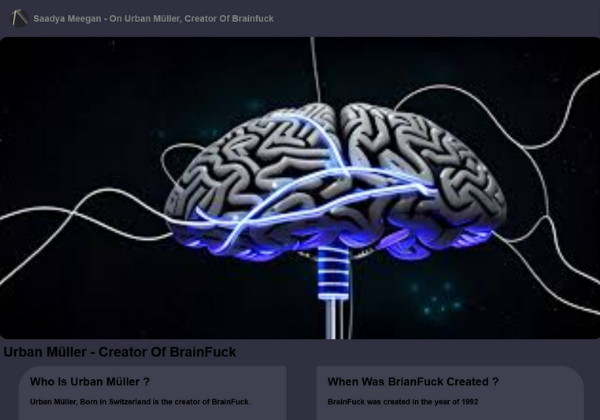 Saadya Meegan - On Urban Müller, Creator Of Brainfuck
Urban Müller - Creator Of BrainFuck
Who Is Urban Müller ?
Urban Müller, Born in Switzerland is the creator of BrainFuck.
When Was BrianFuck Created ?
BrainFuck was created in the year of 1992